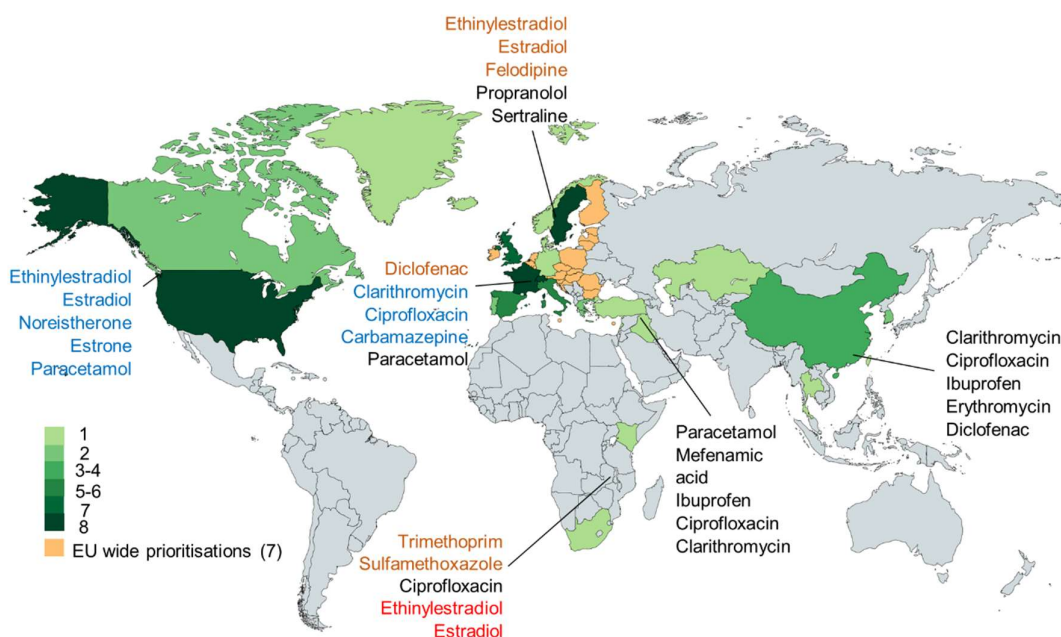 Ethinylestradiol
Estradiol
Felodipine
Propranolol
Sertraline
Ethinylestradiol
Estradiol
Noreistherone
Estrone
Paracetamol
Diclofenac
Clarithromycin
Ciprofloxacin
Carbamazepine
Paracetamol
Clarithromycin
Ciprofloxacin
Ibuprofen
Erythromycin
Diclofenac
Paracetamol
Mefenamic
acid
Ibuprofen
Ciprofloxacin
Clarithromycin
1
2
3-4
5-6
7
8
EU wide prioritisations (7)
Trimethoprim
Sulfamethoxazole
Ciprofloxacin
Ethinylestradiol
Estradiol